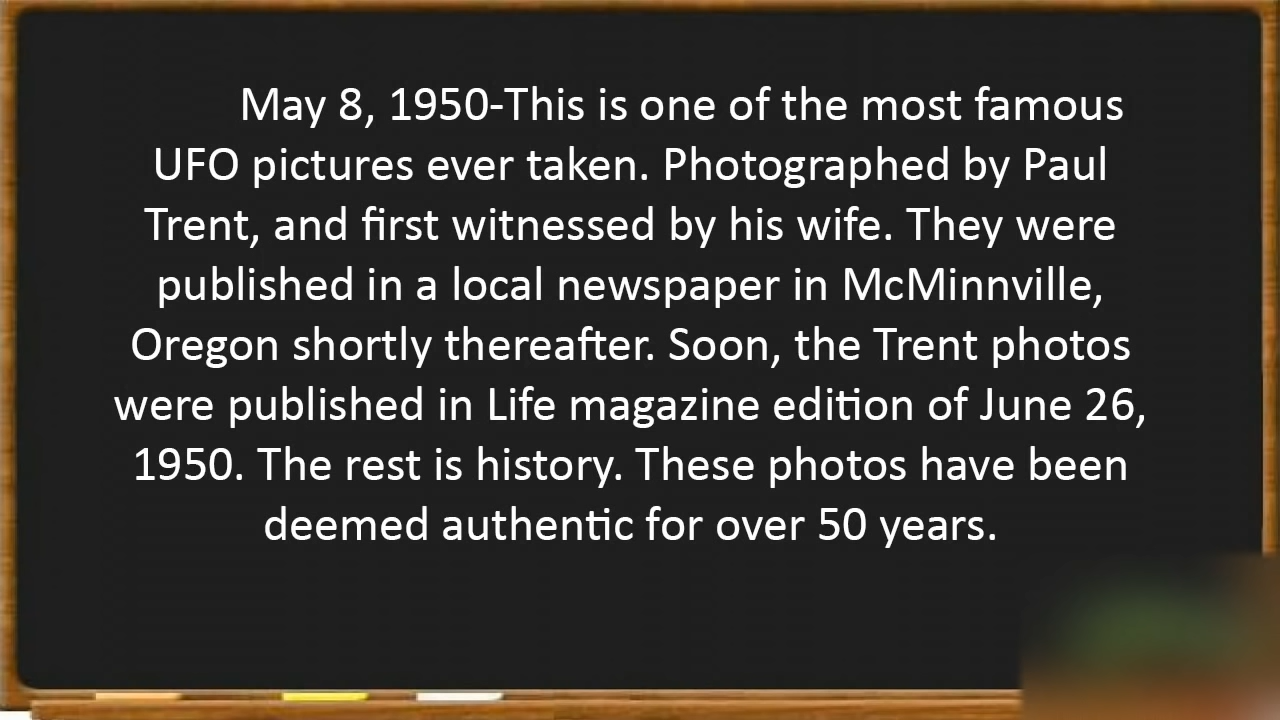 May 8, 1950-This is one of the most famous
UFO pictures ever taken. Photographed by Paul
Trent, and first witnessed by his wife. They were
published in a local newspaper in McMinnville,
Oregon shortly thereafter. Soon, the Trent photos
were published in Life magazine edition of June 26,
1950. The rest is history. These photos have been
deemed authentic for over 50 years.